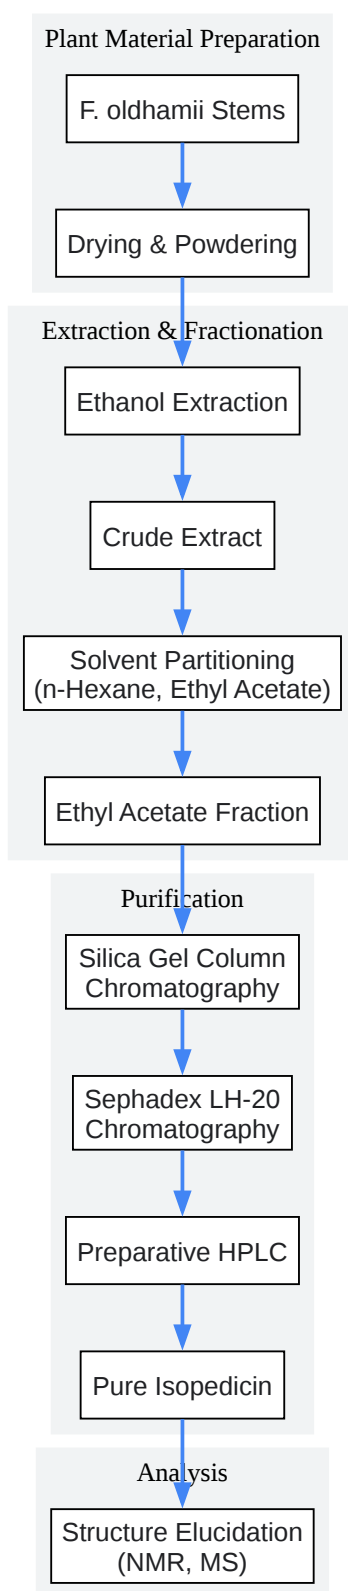 Plant Material Preparation
F. oldhamii Stems
Drying & Powdering
Extraction & Fractionation
Ethanol Extraction
Crude Extract
Solvent Partitioning
(n-Hexane, Ethyl Acetate)
Ethyl Acetate Fraction
Purification
Silica Gel Column
Chromatography
Sephadex LH-20
Chromatography
Preparative HPLC
Pure Isopedicin
Analysis
Structure Elucidation
(NMR, MS)